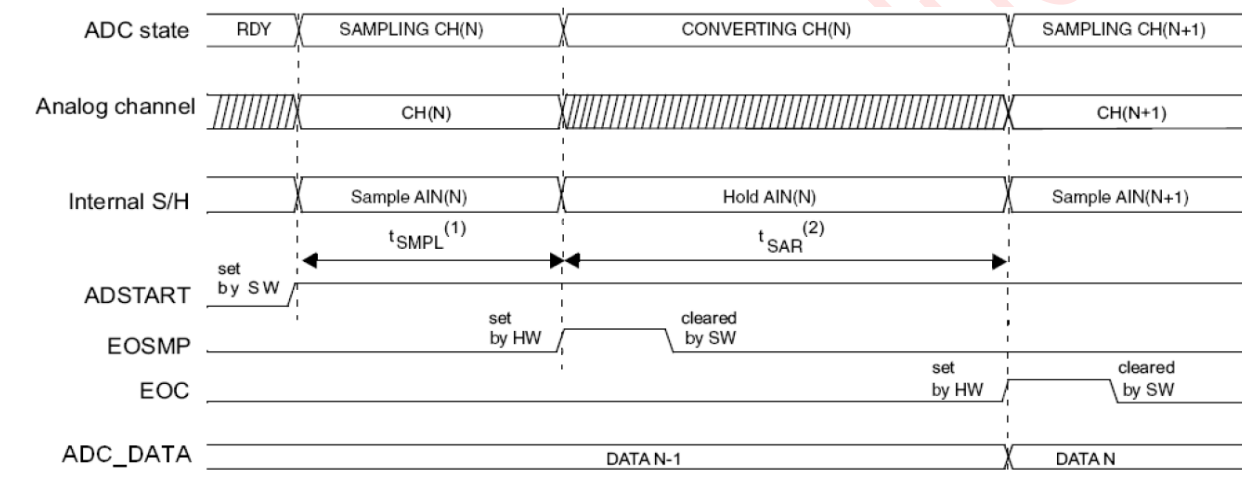 ADC state RDY SAMPLING CH(N) CONVERTING CH(N) SAMPLING CH(N+1)
Analog channel CH(N) CH(N+1)
Internal S/H Sample AIN(N) Hold AIN(N) Sample AIN(N+1)
tSMPL(1) tSAR(2)
set
by SW
ADSTART
set cleared
by HW by SW
EOSMP
set cleared
by HW by SW
EOC
ADC_DATA DATA N-1 DATA N